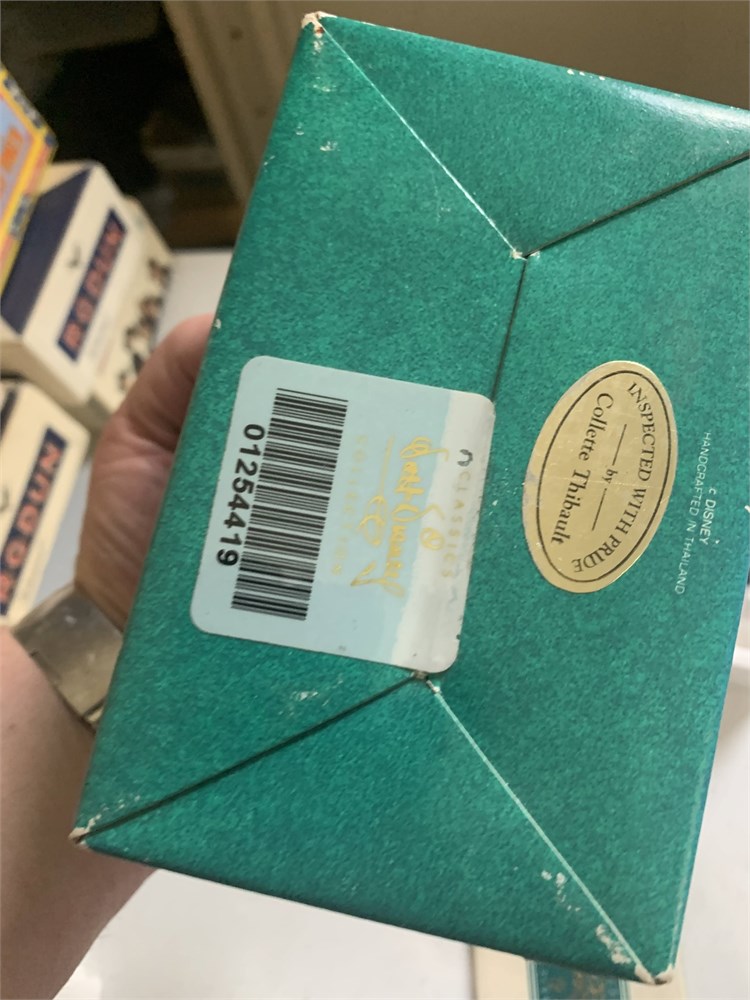 CLASSICS
Walt Disney
COLLECTION
01254419
INSPECTED WITH PRIDE
by
Collette Thibault
© DISNEY
HANDCRAFTED IN THAILAND